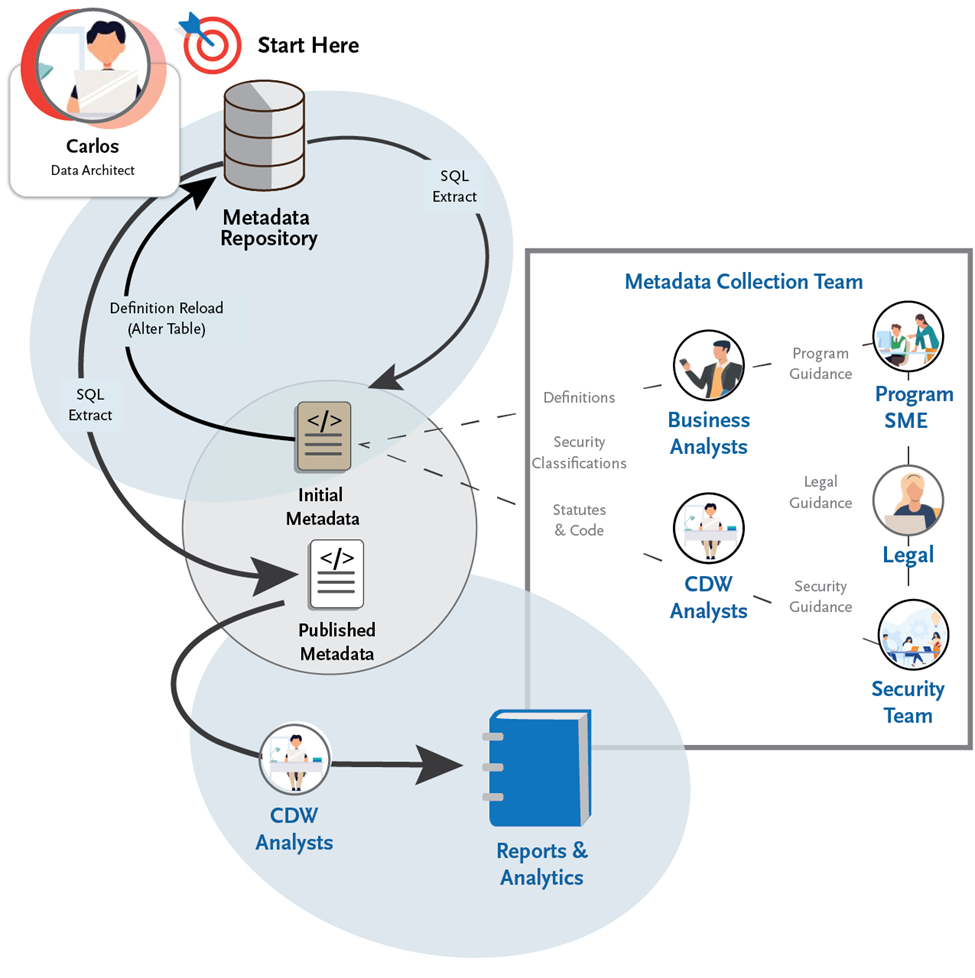 Start Here
Carlos
Data Architect
SQL
Extract
Metadata
Repository
Definition Reload
(Alter Table)
SQL
Extract
</>
Initial
Metadata
</>
Published
Metadata
CDW
Analysts
Reports &
Analytics
Metadata Collection Team
Definitions
Security
Classifications
Statutes
& Code
Business
Analysts
CDW
Analysts
Program
Guidance
Legal
Guidance
Security
Guidance
Program
SME
Legal
Security
Team